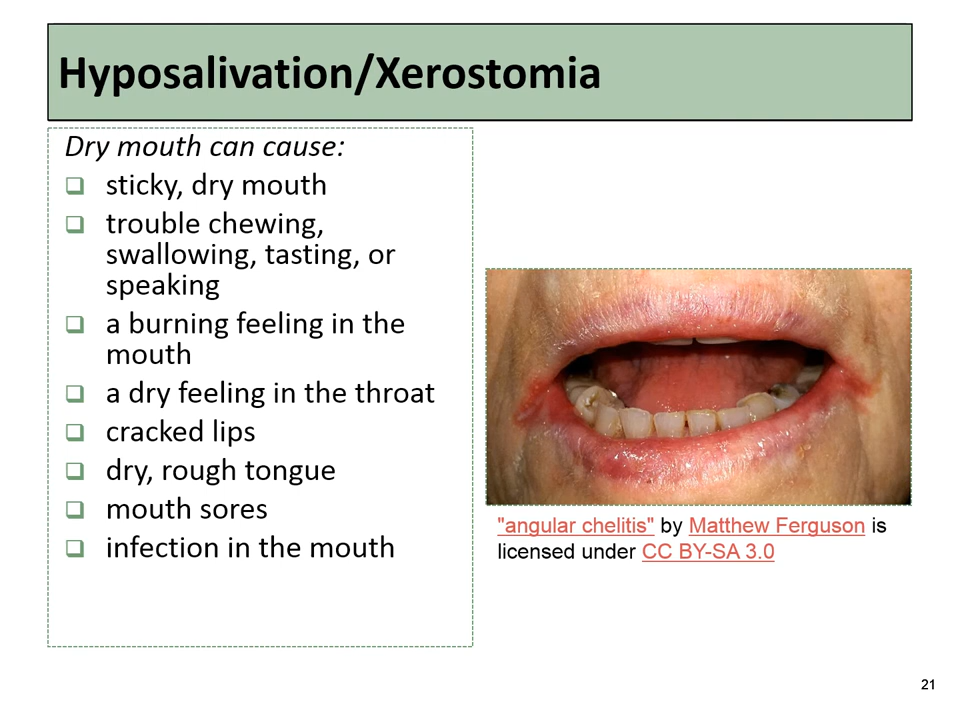 Hyposalivation/Xerostomia
Dry mouth can cause:
sticky, dry mouth
trouble chewing,
swallowing, tasting, or
speaking
a burning feeling in the
mouth
a dry feeling in the throat
cracked lips
dry, rough tongue
mouth sores
infection in the mouth
"angular chelitis" by Matthew Ferguson is
licensed under CC BY-SA 3.0
21